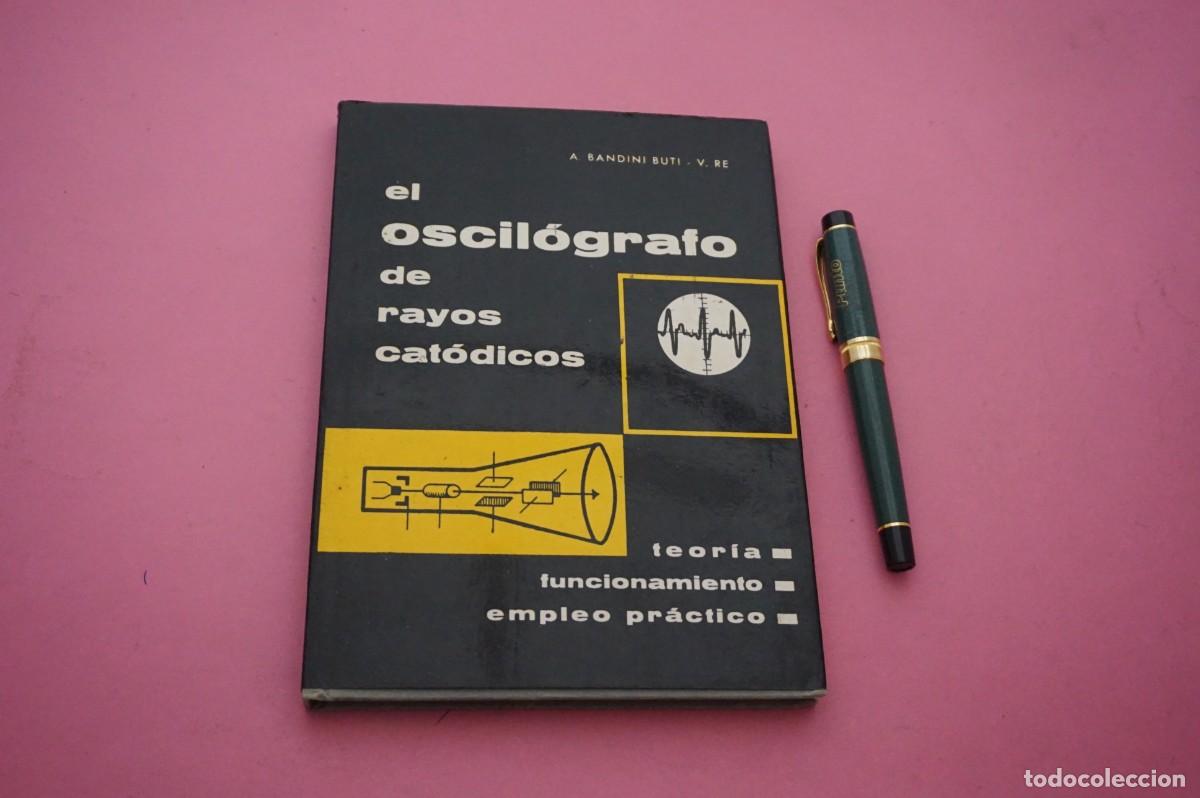 A. BANDINI BUTI - V. RE
el
oscilógrafo
de
rayos
catódicos
teoría
funcionamiento
empleo práctico
todocoleccion